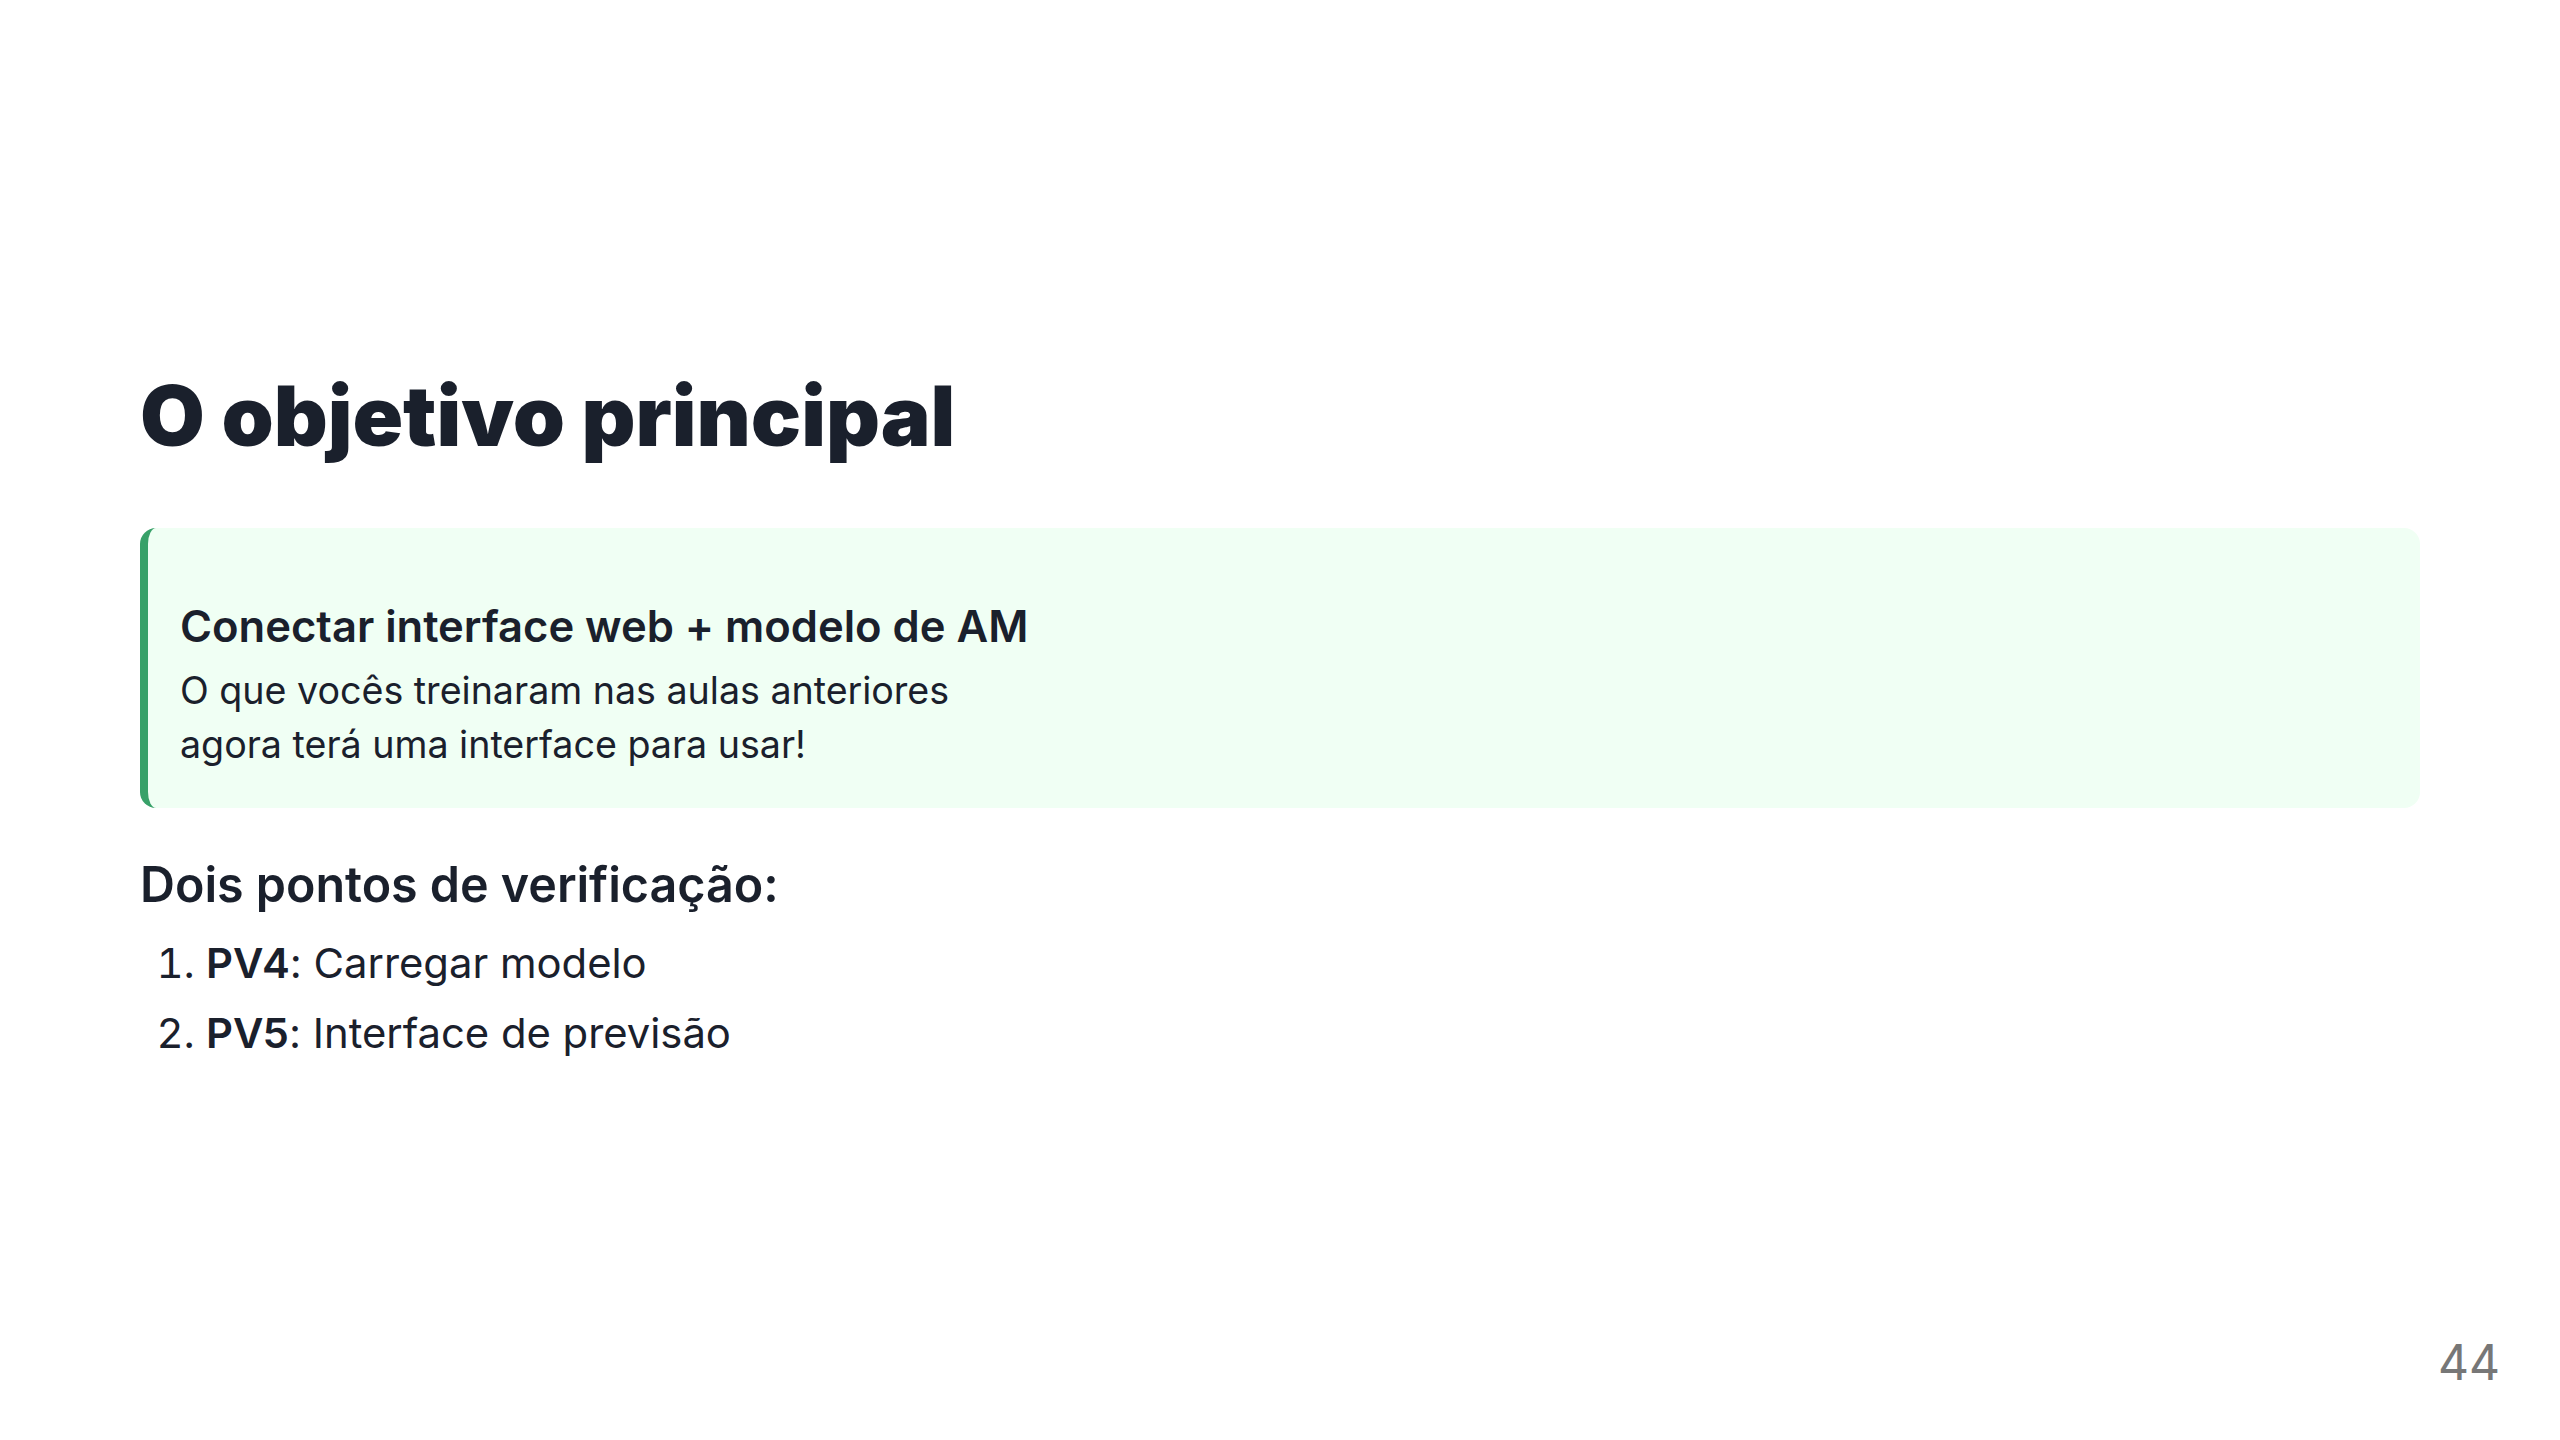 O objetivo principal
Conectar interface web + modelo de AM
O que vocês treinaram nas aulas anteriores
agora terá uma interface para usar!
Dois pontos de verificação:
1. PV4: Carregar modelo
2. PV5: Interface de previsão
44